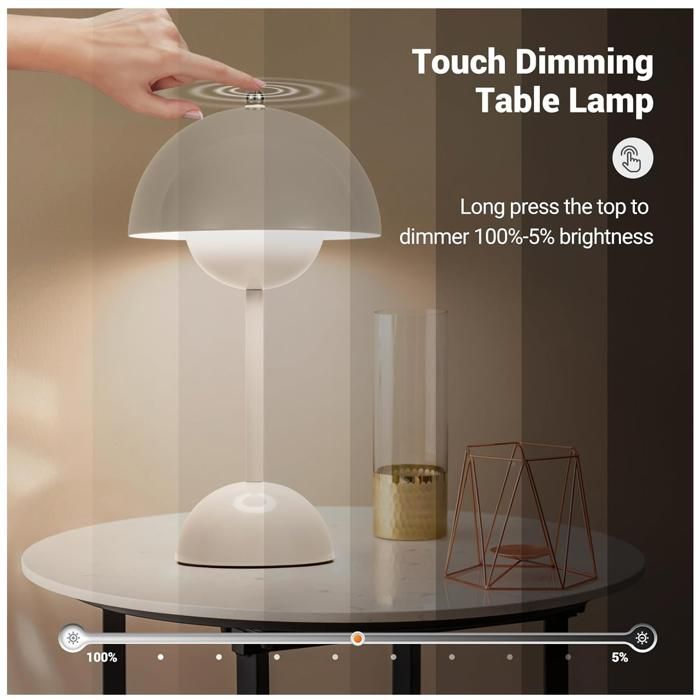 Touch Dimming
Table Lamp
Long press the top to
dimmer 100%-5% brightness
100%
5%